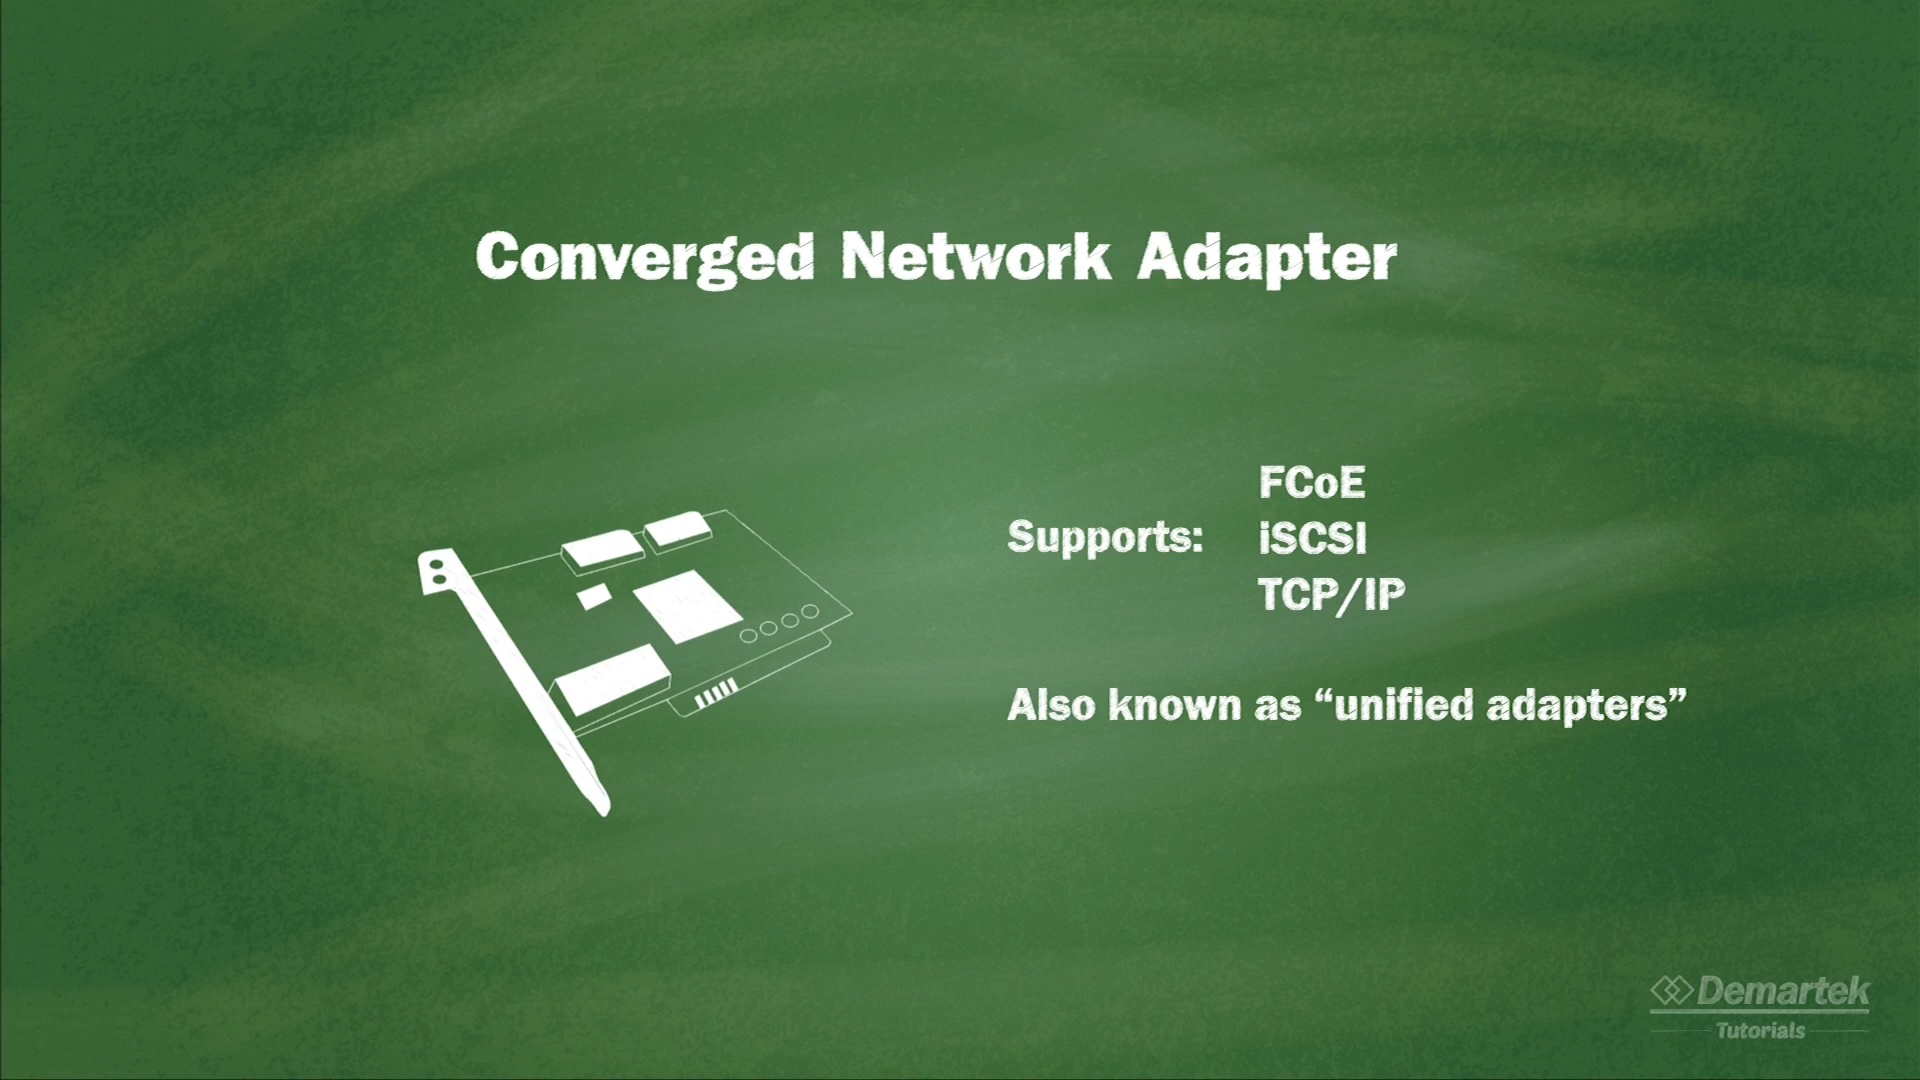 Converged Network Adapter
Supports:
FCoE
iSCSI
TCP/IP
Also known as “unified adapters”
Demartek
Tutorials